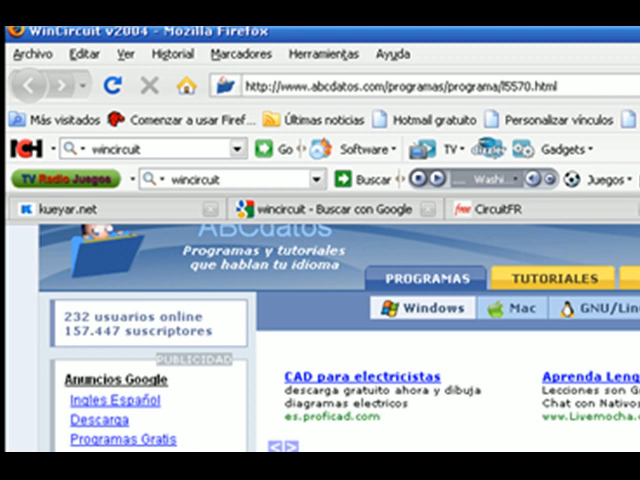 WinCircuit v2004 - Mozilla Firefox
Archivo Editar Ver Historial Marcadores Herramientas Ayuda
http://www.abcdatos.com/programas/programa/l5570.html
Más visitados Comenzar a usar Firef... Últimas noticias Hotmail gratuito Personalizar vínculos
wincircuit Go Software TV Gadgets
TV Radio Juegos wincircuit Buscar Washi... Juegos
kueyar.net wincircuit - Buscar con Google free CircuitFR
ABCdatos
Programas y tutoriales
que hablan tu idioma
PROGRAMAS TUTORIALES
Windows Mac GNU/Linu
232 usuarios online
157.447 suscriptores
PUBLICIDAD
Anuncios Google
Ingles Español
Descarga
Programas Gratis
CAD para electricistas
descarga gratuito ahora y dibuja
diagramas electricos
es.proficad.com
Aprenda Leng
Lecciones son G
Chat con Nativos
www.Livemocha.c